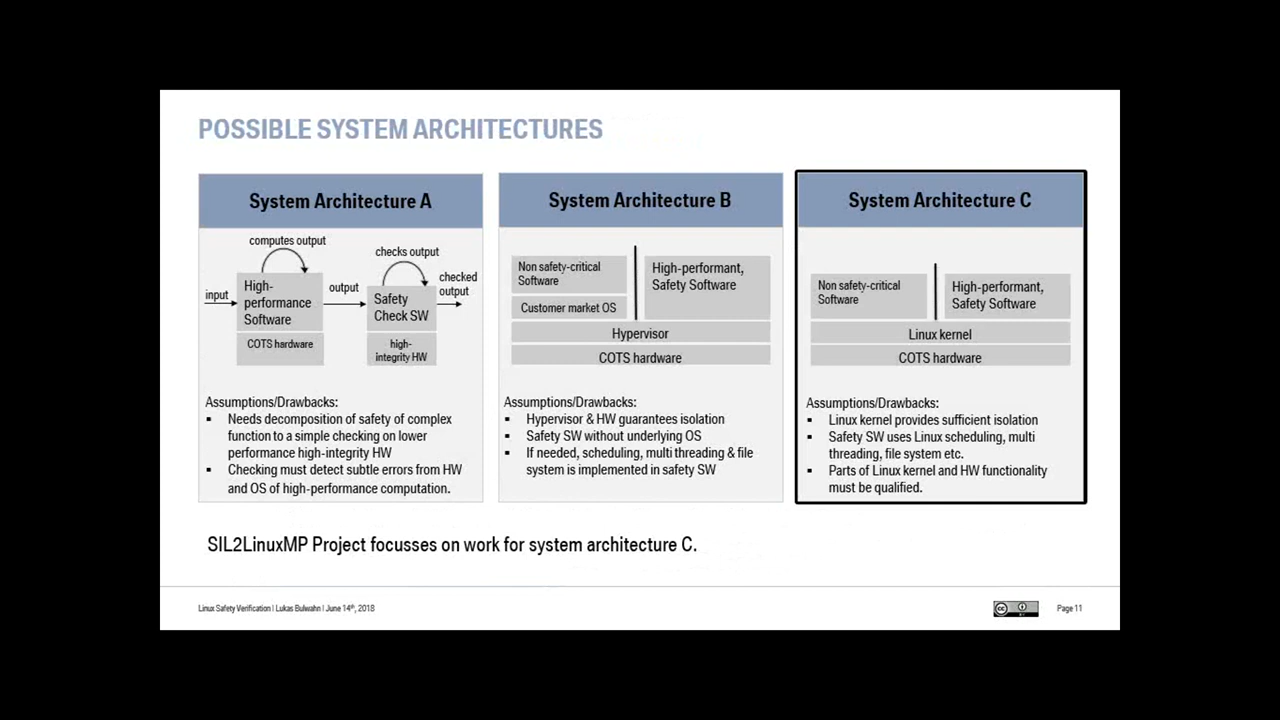 POSSIBLE SYSTEM ARCHITECTURES
System Architecture A
computes output
checks output
input
High-
performance
Software
output
Safety
Check SW
checked
output
COTS hardware
high-
integrity HW
Assumptions/Drawbacks:
▪ Needs decomposition of safety of complex
function to a simple checking on lower
performance high-integrity HW
▪ Checking must detect subtle errors from HW
and OS of high-performance computation.
System Architecture B
Non safety-critical
Software
Customer market OS
High-performant,
Safety Software
Hypervisor
COTS hardware
Assumptions/Drawbacks:
▪ Hypervisor & HW guarantees isolation
▪ Safety SW without underlying OS
▪ If needed, scheduling, multi threading & file
system is implemented in safety SW
System Architecture C
Non safety-critical
Software
High-performant,
Safety Software
Linux kernel
COTS hardware
Assumptions/Drawbacks:
▪ Linux kernel provides sufficient isolation
▪ Safety SW uses Linux scheduling, multi
threading, file system etc.
▪ Parts of Linux kernel and HW functionality
must be qualified.
SIL2LinuxMP Project focusses on work for system architecture C.
Linux Safety Verification | Lukas Bulwahn | June 14th, 2018
Page 11